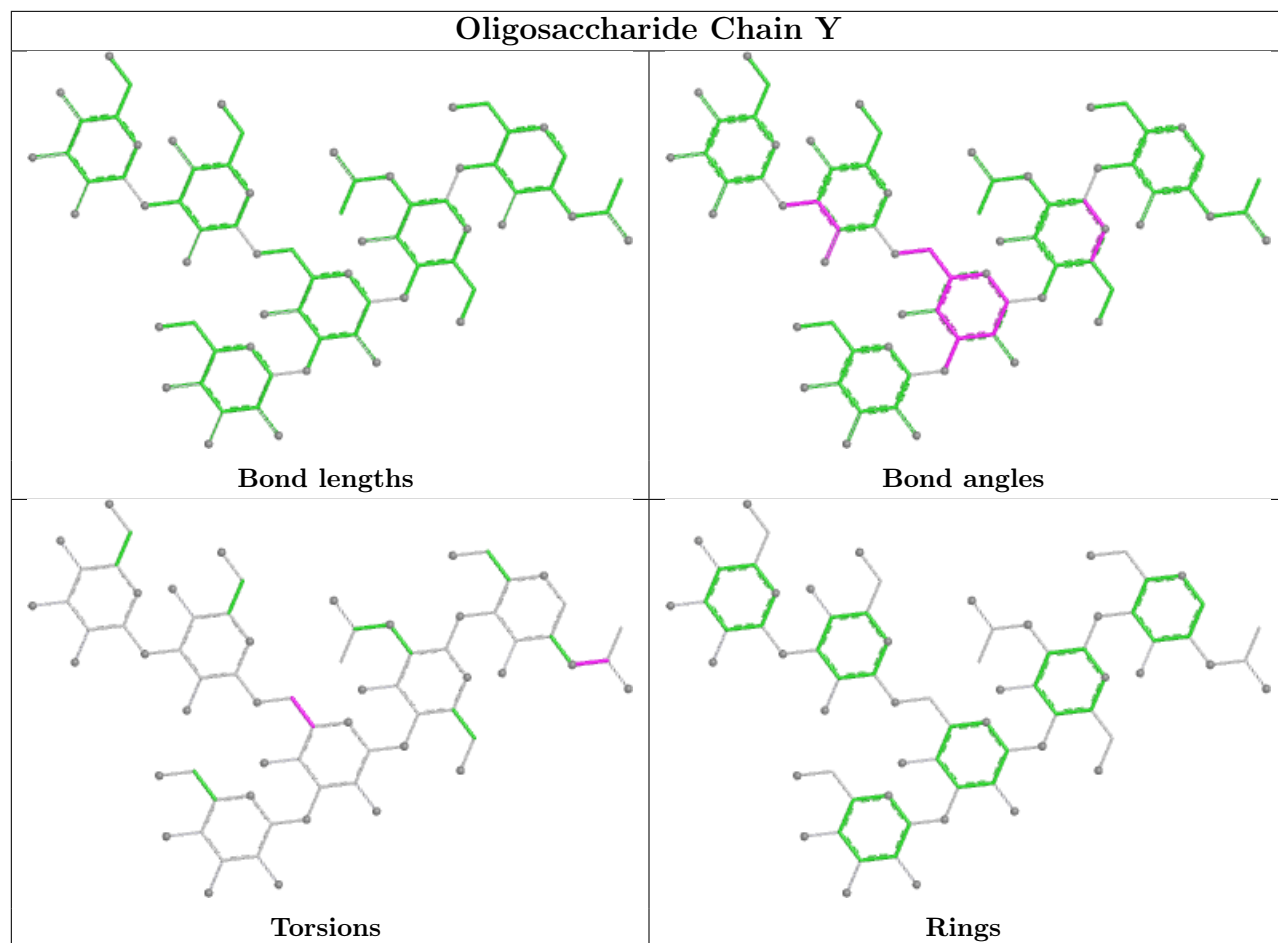 Oligosaccharide Chain Y
Bond lengths
Bond angles
Torsions
Rings